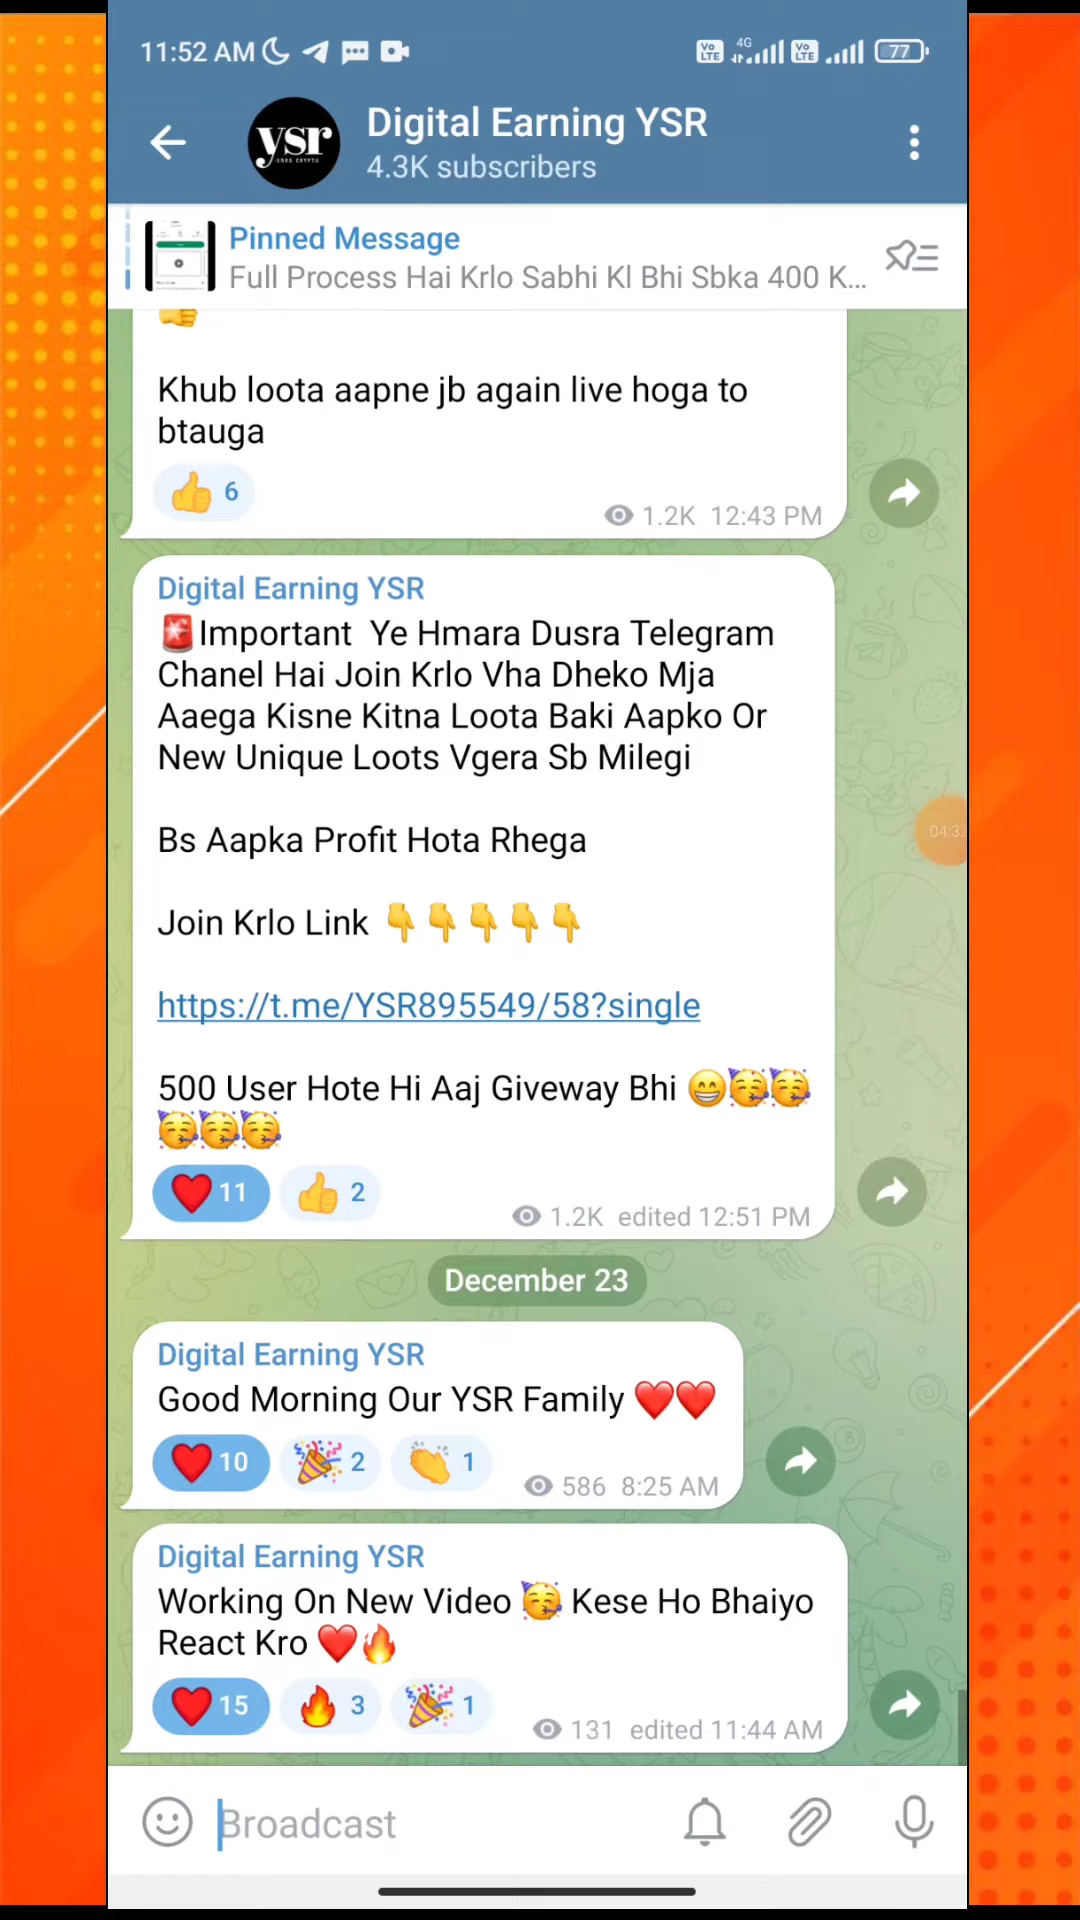 11:52 AM
4G
77
Digital Earning YSR
4.3K subscribers
ysr
Pinned Message
Full Process Hai Krlo Sabhi Kl Bhi Sbka 400 K...
Khub loota aapne jb again live hoga to
btauga
👍 6
1.2K 12:43 PM
Digital Earning YSR
🚨Important Ye Hmara Dusra Telegram
Chanel Hai Join Krlo Vha Dheko Mja
Aaega Kisne Kitna Loota Baki Aapko Or
New Unique Loots Vgera Sb Milegi
Bs Aapka Profit Hota Rhega
Join Krlo Link 👇👇👇👇👇
https://t.me/YSR895549/58?single
500 User Hote Hi Aaj Giveway Bhi 😁🥳🥳
🥳🥳🥳
❤️ 11 👍 2
1.2K edited 12:51 PM
December 23
Digital Earning YSR
Good Morning Our YSR Family ❤️❤️
❤️ 10 🎉 2 👏 1
586 8:25 AM
Digital Earning YSR
Working On New Video 🥳 Kese Ho Bhaiyo
React Kro ❤️🔥
❤️ 15 🔥 3 🎉 1
131 edited 11:44 AM
Broadcast